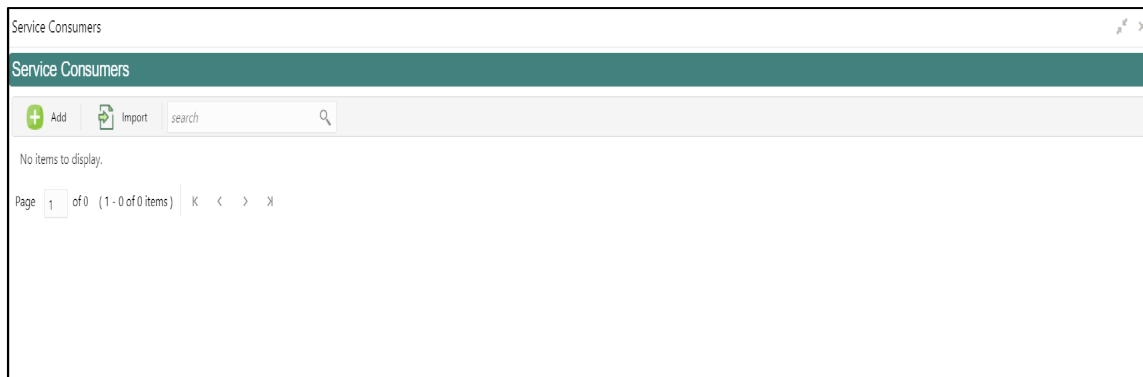 Service Consumers
Service Consumers
Add Import search
No items to display.
Page 1 of 0 ( 1 - 0 of 0 items )